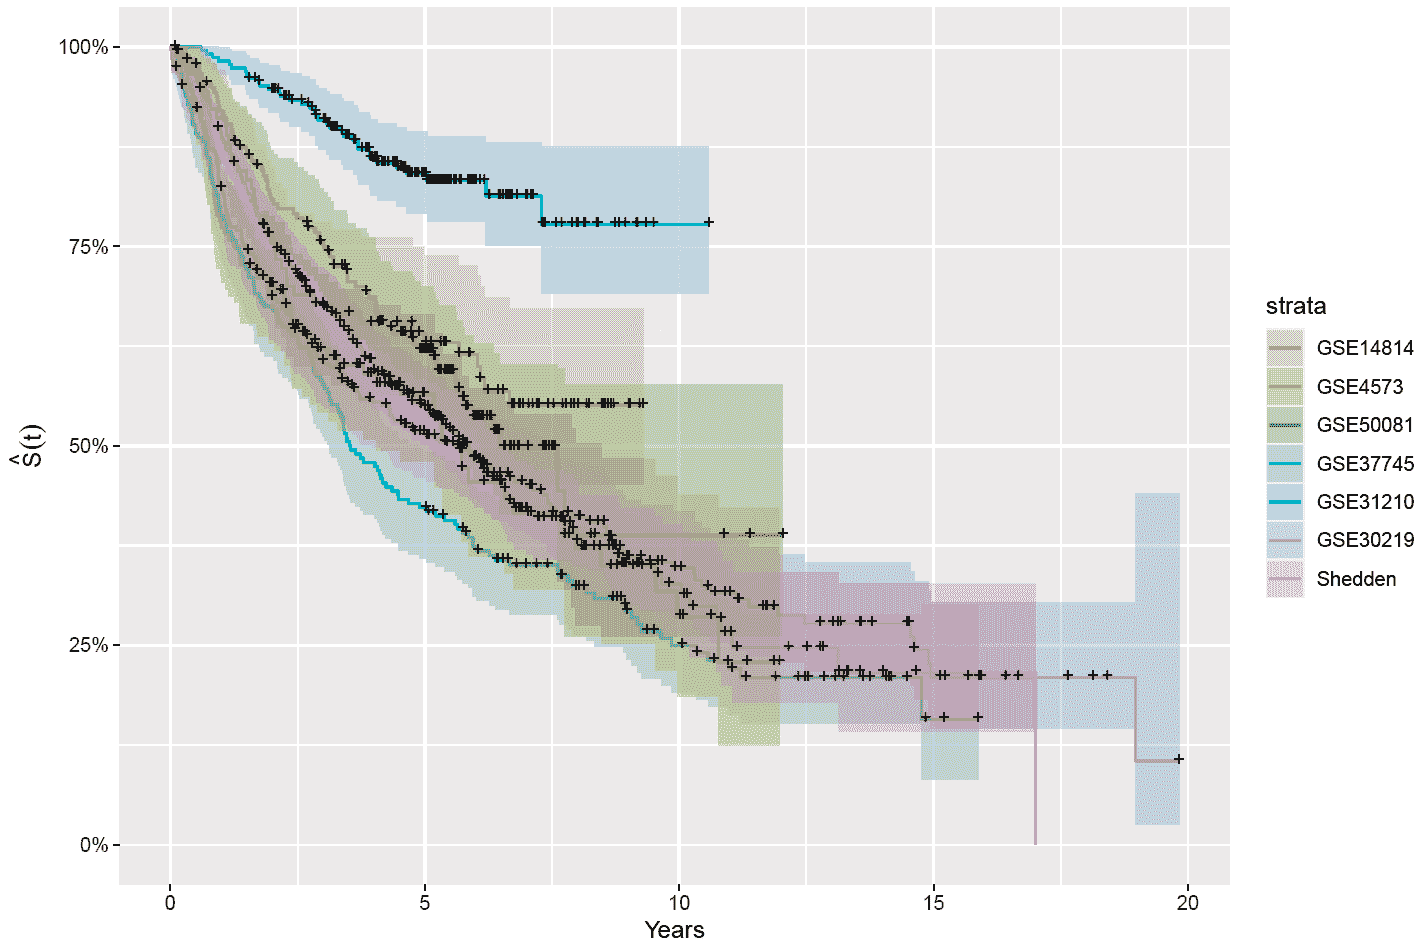 100%
75%
50%
25%
0%
Ŝ(t)
0
5
10
15
20
Years
strata
GSE14814
GSE4573
GSE50081
GSE37745
GSE31210
GSE30219
Shedden